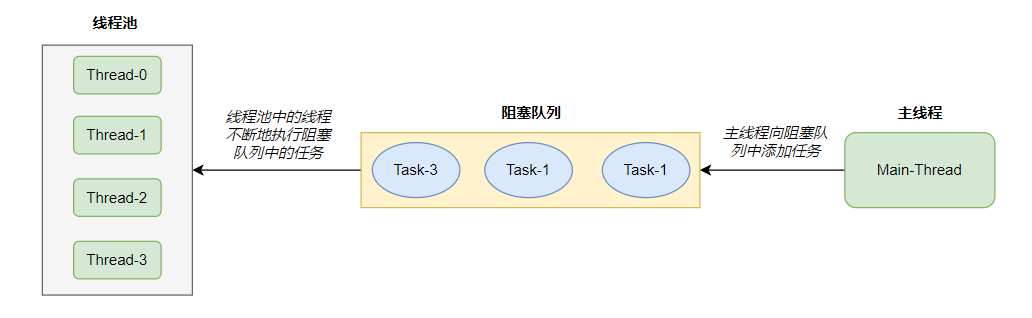 线程池
Thread-0
Thread-1
Thread-2
Thread-3
线程池中的线程
不断地执行阻塞
队列中的任务
阻塞队列
Task-3
Task-1
Task-1
主线程向阻塞队
列中添加任务
主线程
Main-Thread